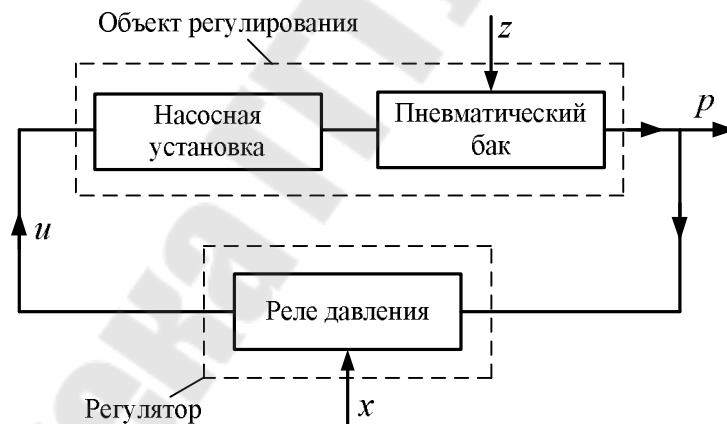 Объект регулирования
z
Насосная
установка
Пневматический
бак
p
u
Реле давления
Регулятор
x